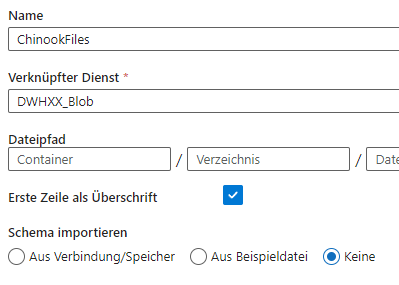 Name
ChinookFiles
Verknüpfter Dienst *
DWHXX_Blob
Dateipfad
Container / Verzeichnis / Date
Erste Zeile als Überschrift
Schema importieren
Aus Verbindung/Speicher Aus Beispieldatei Keine